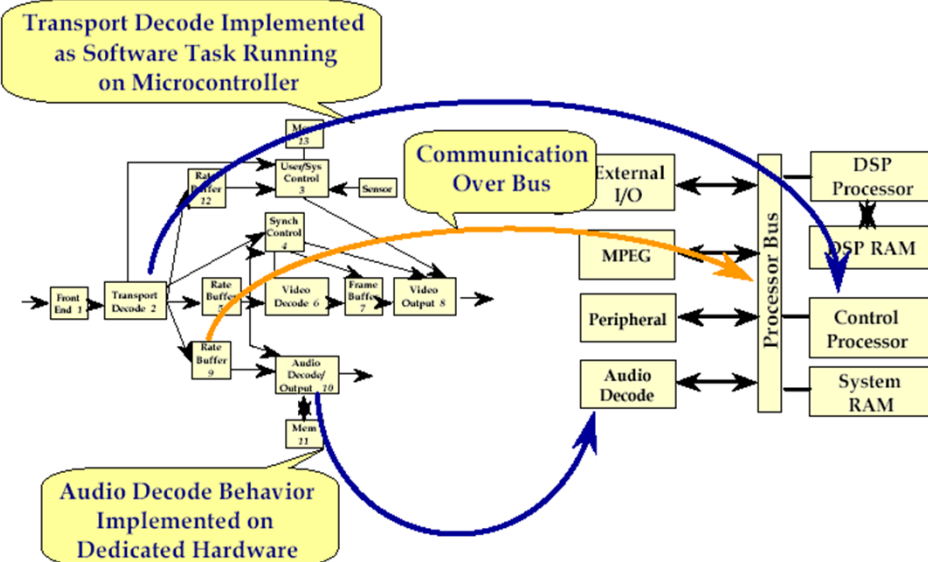 Transport Decode Implemented
as Software Task Running
on Microcontroller
13
Rate
Buffer
12
User/Sys
Control
3
Sensor
Synch
Control
4
Front
End 1
Transport
Decode 2
Rate
Buffer
5
Video
Decode 6
Frame
Buffer
7
Video
Output 8
Rate
Buffer
9
Audio
Decode/
Output 10
Mem
11
Audio Decode Behavior
Implemented on
Dedicated Hardware
Communication
Over Bus
External
I/O
MPEG
Peripheral
Audio
Decode
Processor Bus
DSP
Processor
DSP RAM
Control
Processor
System
RAM